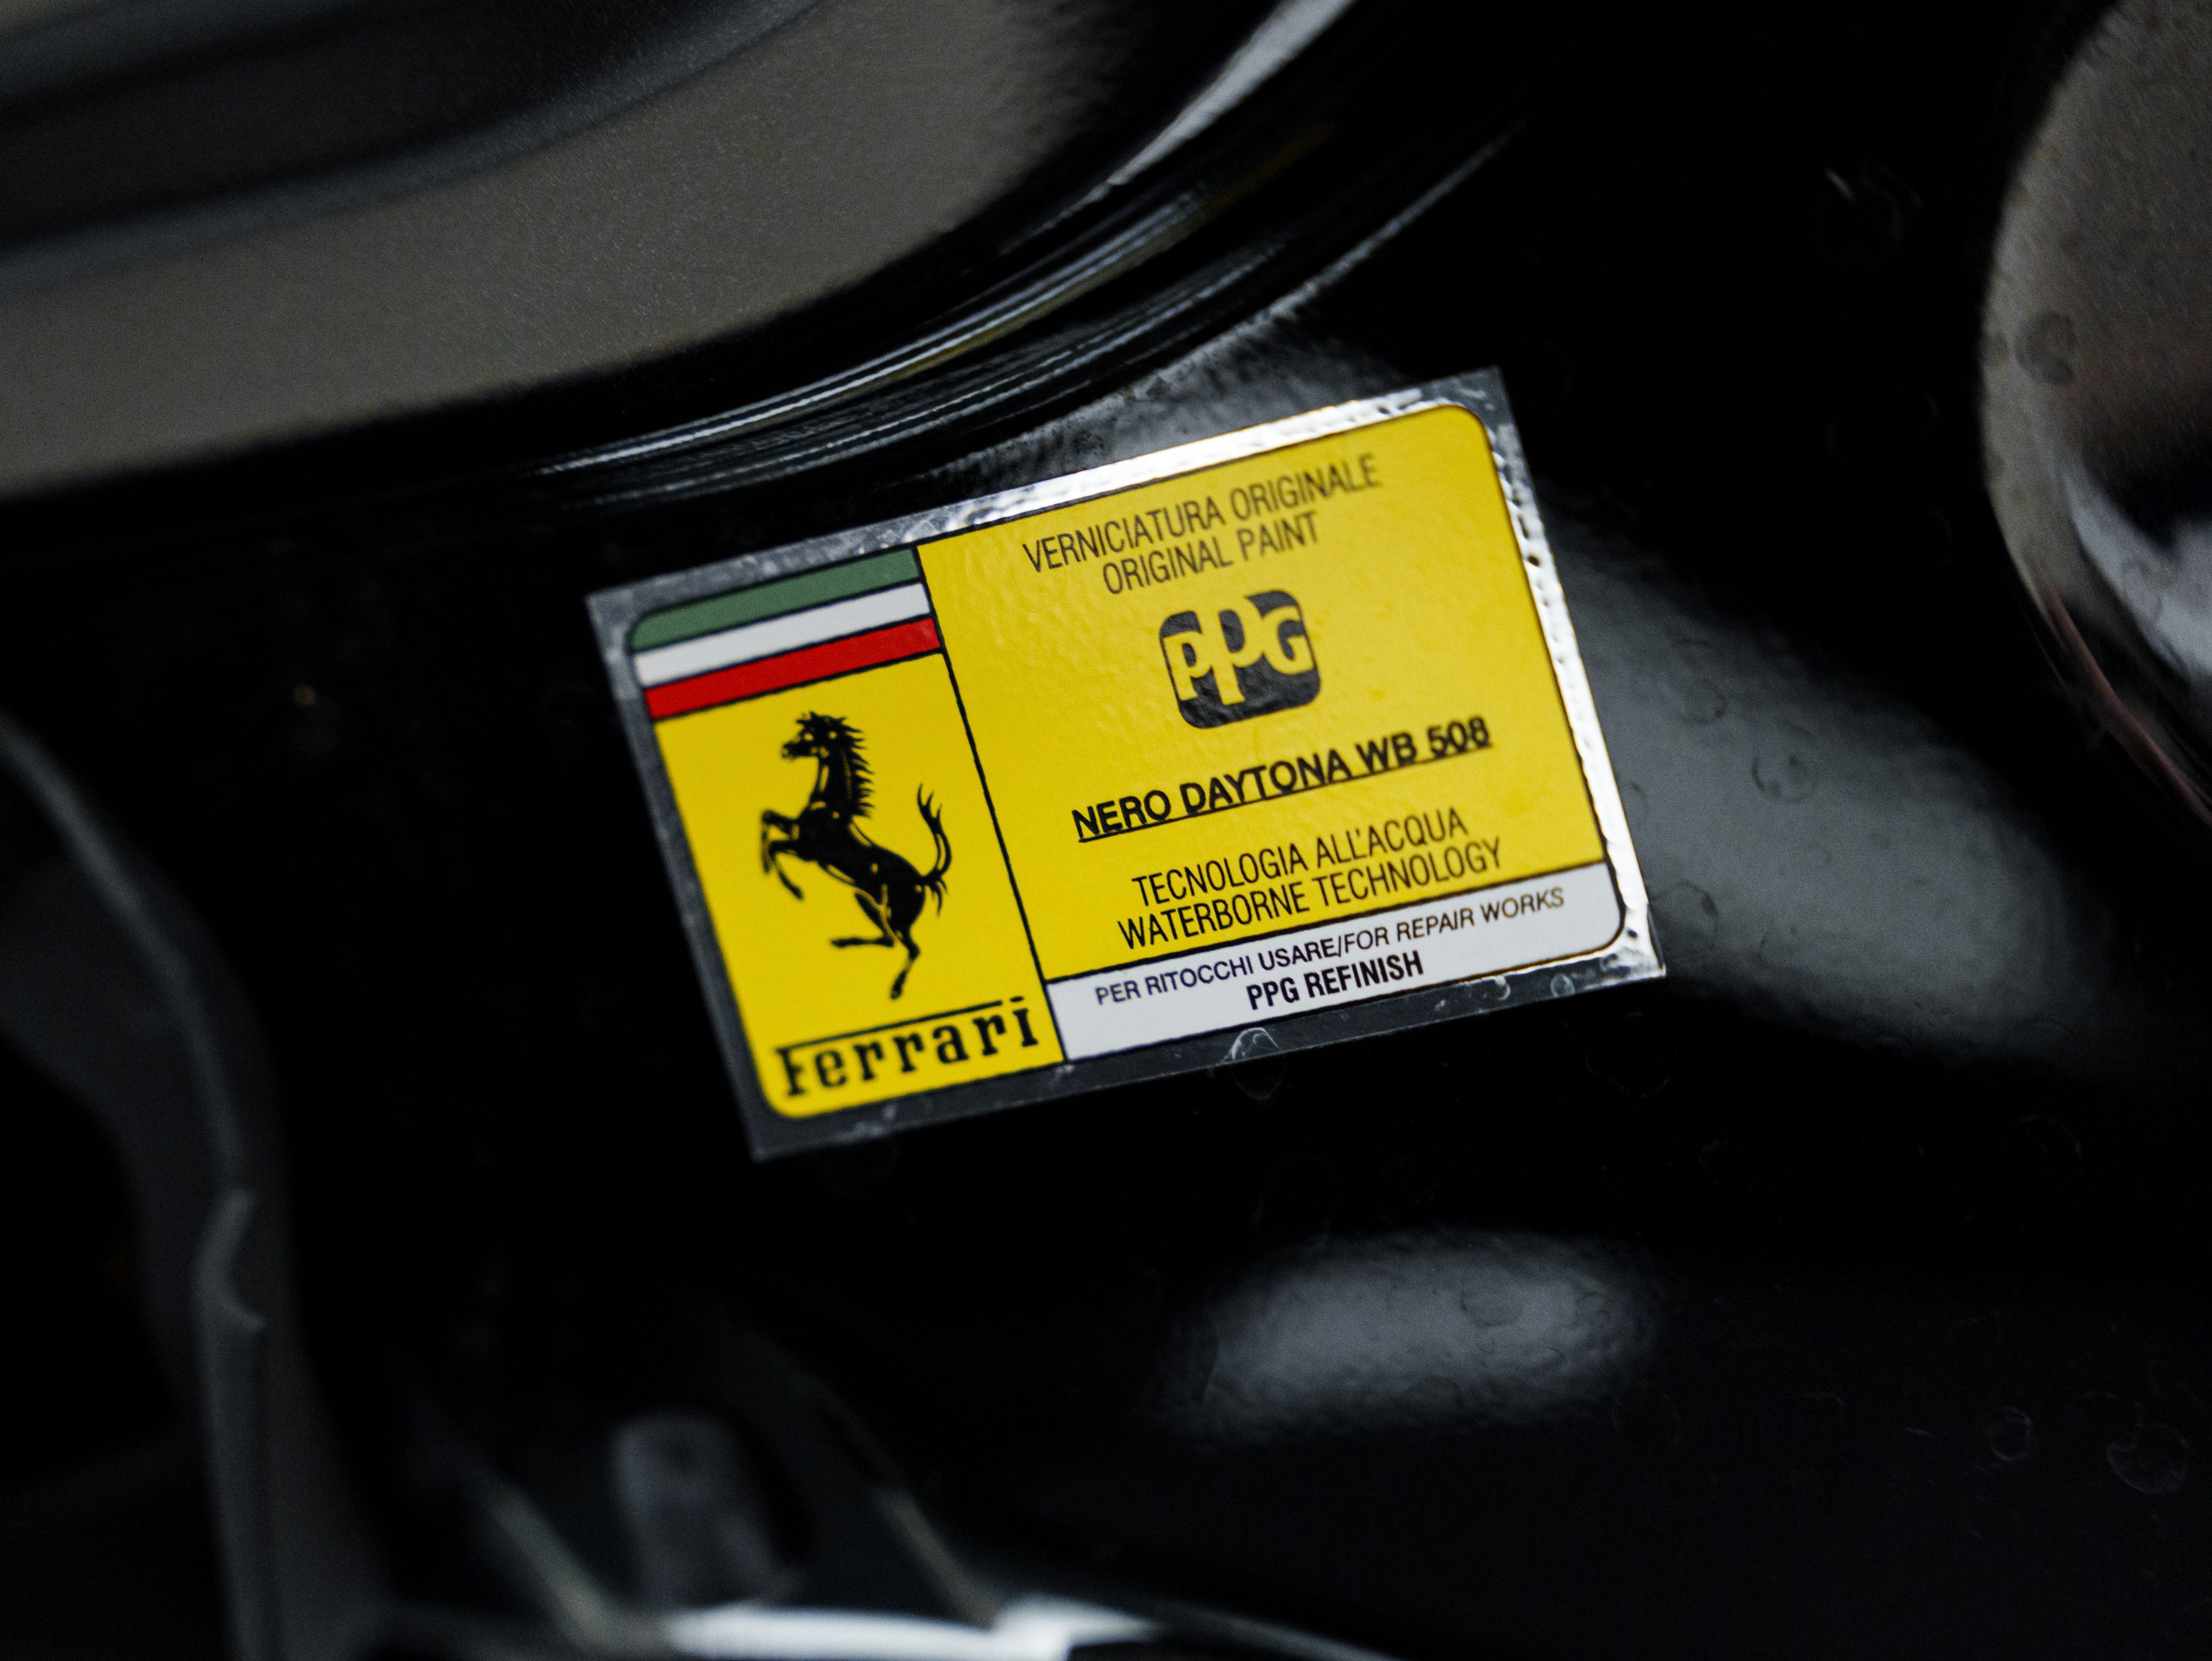 VERNICIATURA ORIGINALE
ORIGINAL PAINT
PPG
NERO DAYTONA WB 508
TECNOLOGIA ALL'ACQUA
WATERBORNE TECHNOLOGY
PER RITOCCHI USARE/FOR REPAIR WORKS
PPG REFINISH
Ferrari